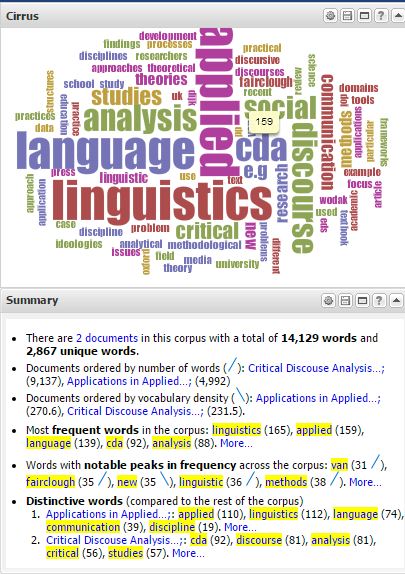 Cirrus
development
findings processes
practical
disciplines researchers
discursive
approaches theoretical
discourses
school study
theories
fairclough
review
science
domains
structures
education
practice
uk
studies
applied
recent
social
communication
joi
tools
practices
data
analysis
159
spotend
particular
applications
frameworks
language
cda
discourse
press
linguistic
use
e.g
example
approach
application
text
research
focus
article
linguistics
wodak
used
academic
case
discipline
problem
critical
new
problems
different
eds
textbook
ideologies
analytical
methodological
issues
propo
field
media
theory
university
Summary
There are 2 documents in this corpus with a total of 14,129 words and
2,867 unique words.
Documents ordered by number of words (): Critical Discouse Analysis...;
(9,137), Applications in Applied...; (4,992)
Documents ordered by vocabulary density (): Applications in Applied...;
(270.6), Critical Discouse Analysis...; (231.5).
Most frequent words in the corpus: linguistics (165), applied (159),
language (139), cda (92), analysis (88). More...
Words with notable peaks in frequency across the corpus: van (31),
fairclough (35), new (35), linguistic (36), methods (38). More...
Distinctive words (compared to the rest of the corpus)
1. Applications in Applied...;: applied (110), linguistics (112), language (74),
communication (39), discipline (19). More...
2. Critical Discouse Analysis...;: cda (92), discourse (81), analysis (81),
critical (56), studies (57). More...